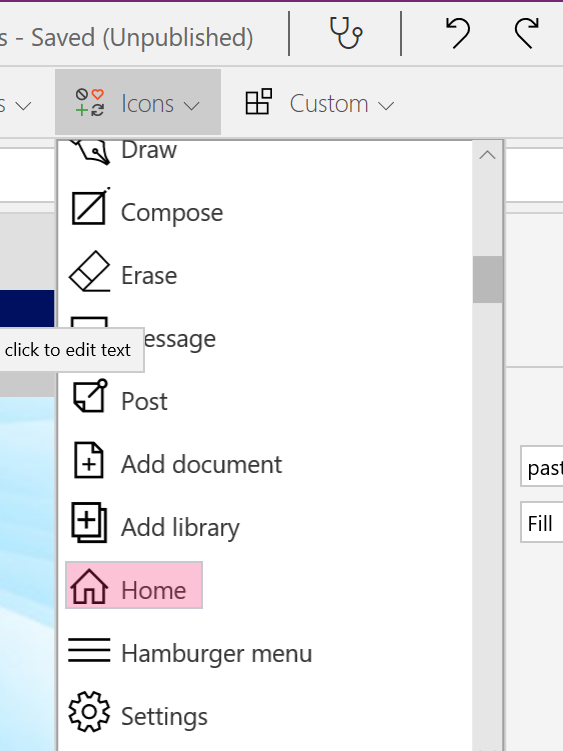 s - Saved (Unpublished)
s Icons Custom
Draw
Compose
Erase
essage
click to edit text
Post
Add document
past
Add library
Fill
Home
Hamburger menu
Settings